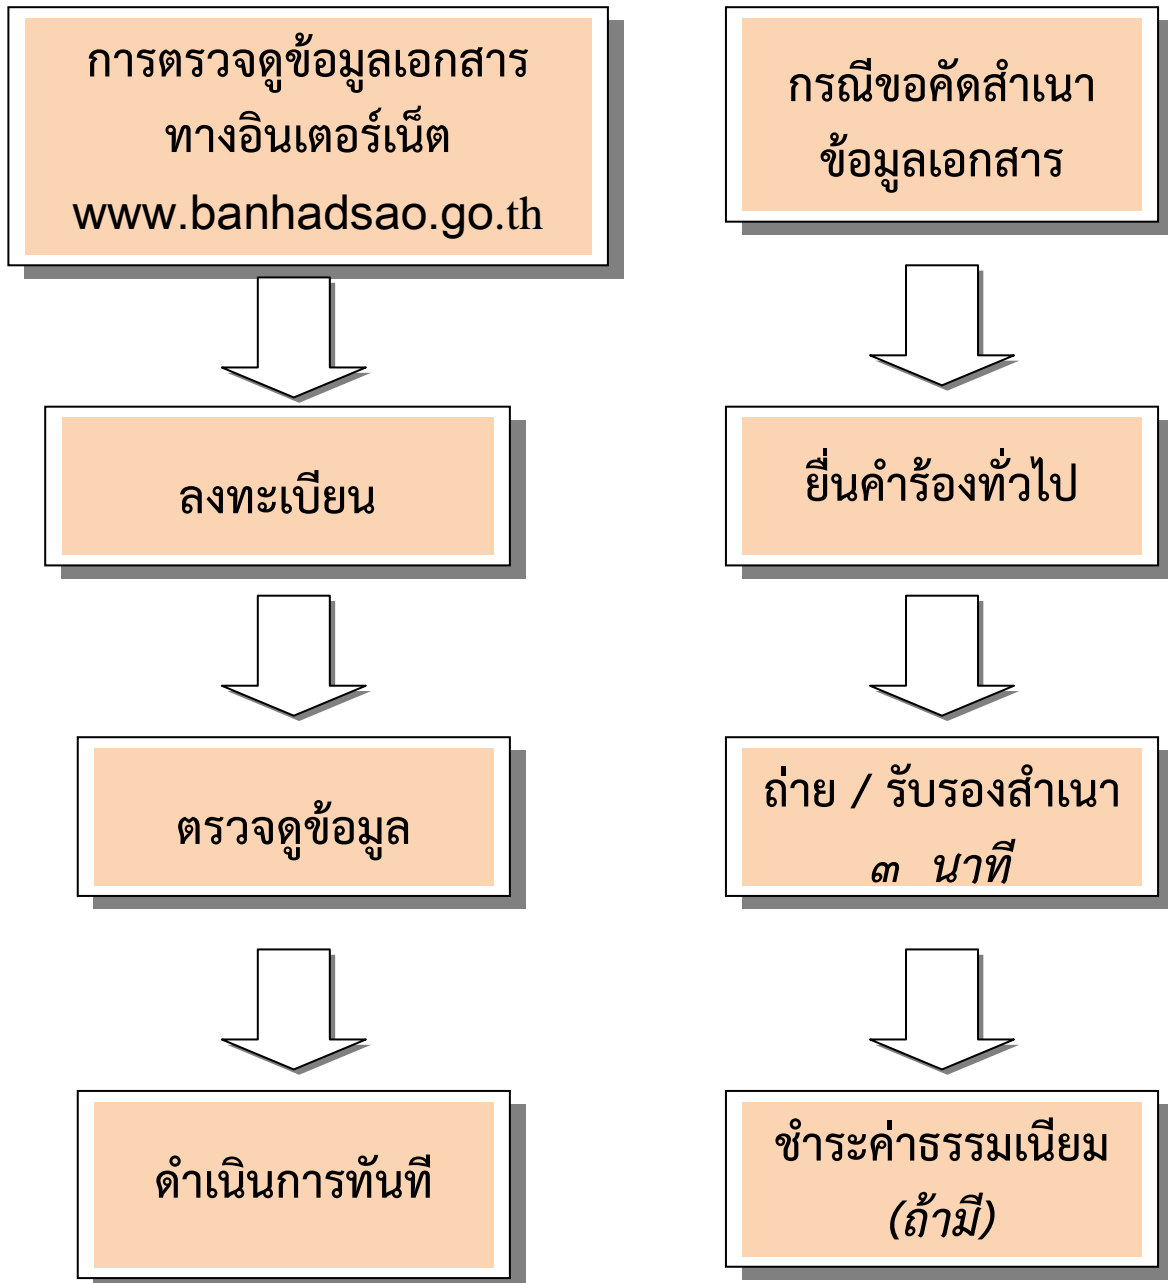 การตรวจดูข้อมูลเอกสาร
ทางอินเตอร์เน็ต
www.banhadsao.go.th
ลงทะเบียน
ตรวจดูข้อมูล
ดำเนินการทันที
กรณีขอคัดสำเนา
ข้อมูลเอกสาร
ยื่นคำร้องทั่วไป
ถ่าย / รับรองสำเนา
๓ นาที
ชำระค่าธรรมเนียม
(ถ้ามี)